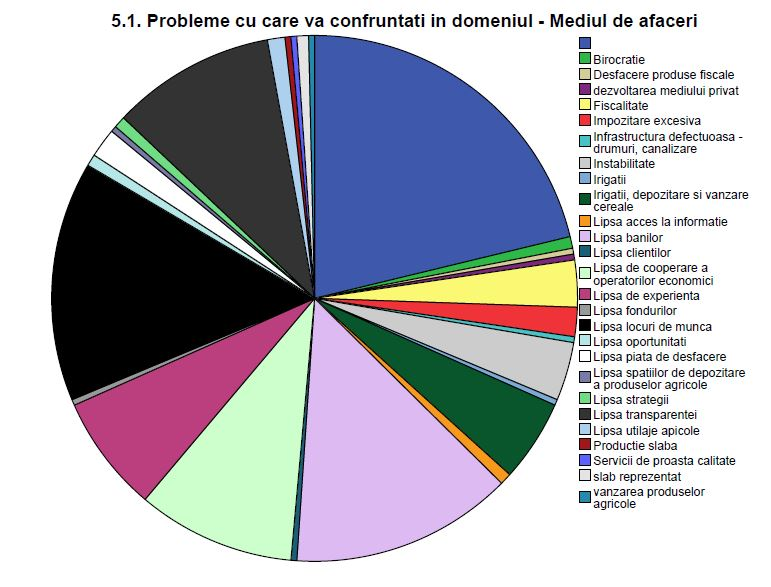 5.1. Probleme cu care va confruntati in domeniul - Mediul de afaceri
Birocratie
Desfacere produse fiscale
dezvoltarea mediului privat
Fiscalitate
Impozitare excesiva
Infrastructura defectuoasa -
drumuri, canalizare
Instabilitate
Irigatii
Irigatii, depozitare si vanzare
cereale
Lipsa acces la informatie
Lipsa banilor
Lipsa clientilor
Lipsa de cooperare a
operatorilor economici
Lipsa de experienta
Lipsa fondurilor
Lipsa locuri de munca
Lipsa oportunitati
Lipsa piata de desfacere
Lipsa spatiilor de depozitare
a produselor agricole
Lipsa strategii
Lipsa transparentei
Lipsa utilaje apicole
Productie slaba
Servicii de proasta calitate
slab reprezentat
vanzarea produselor
agricole